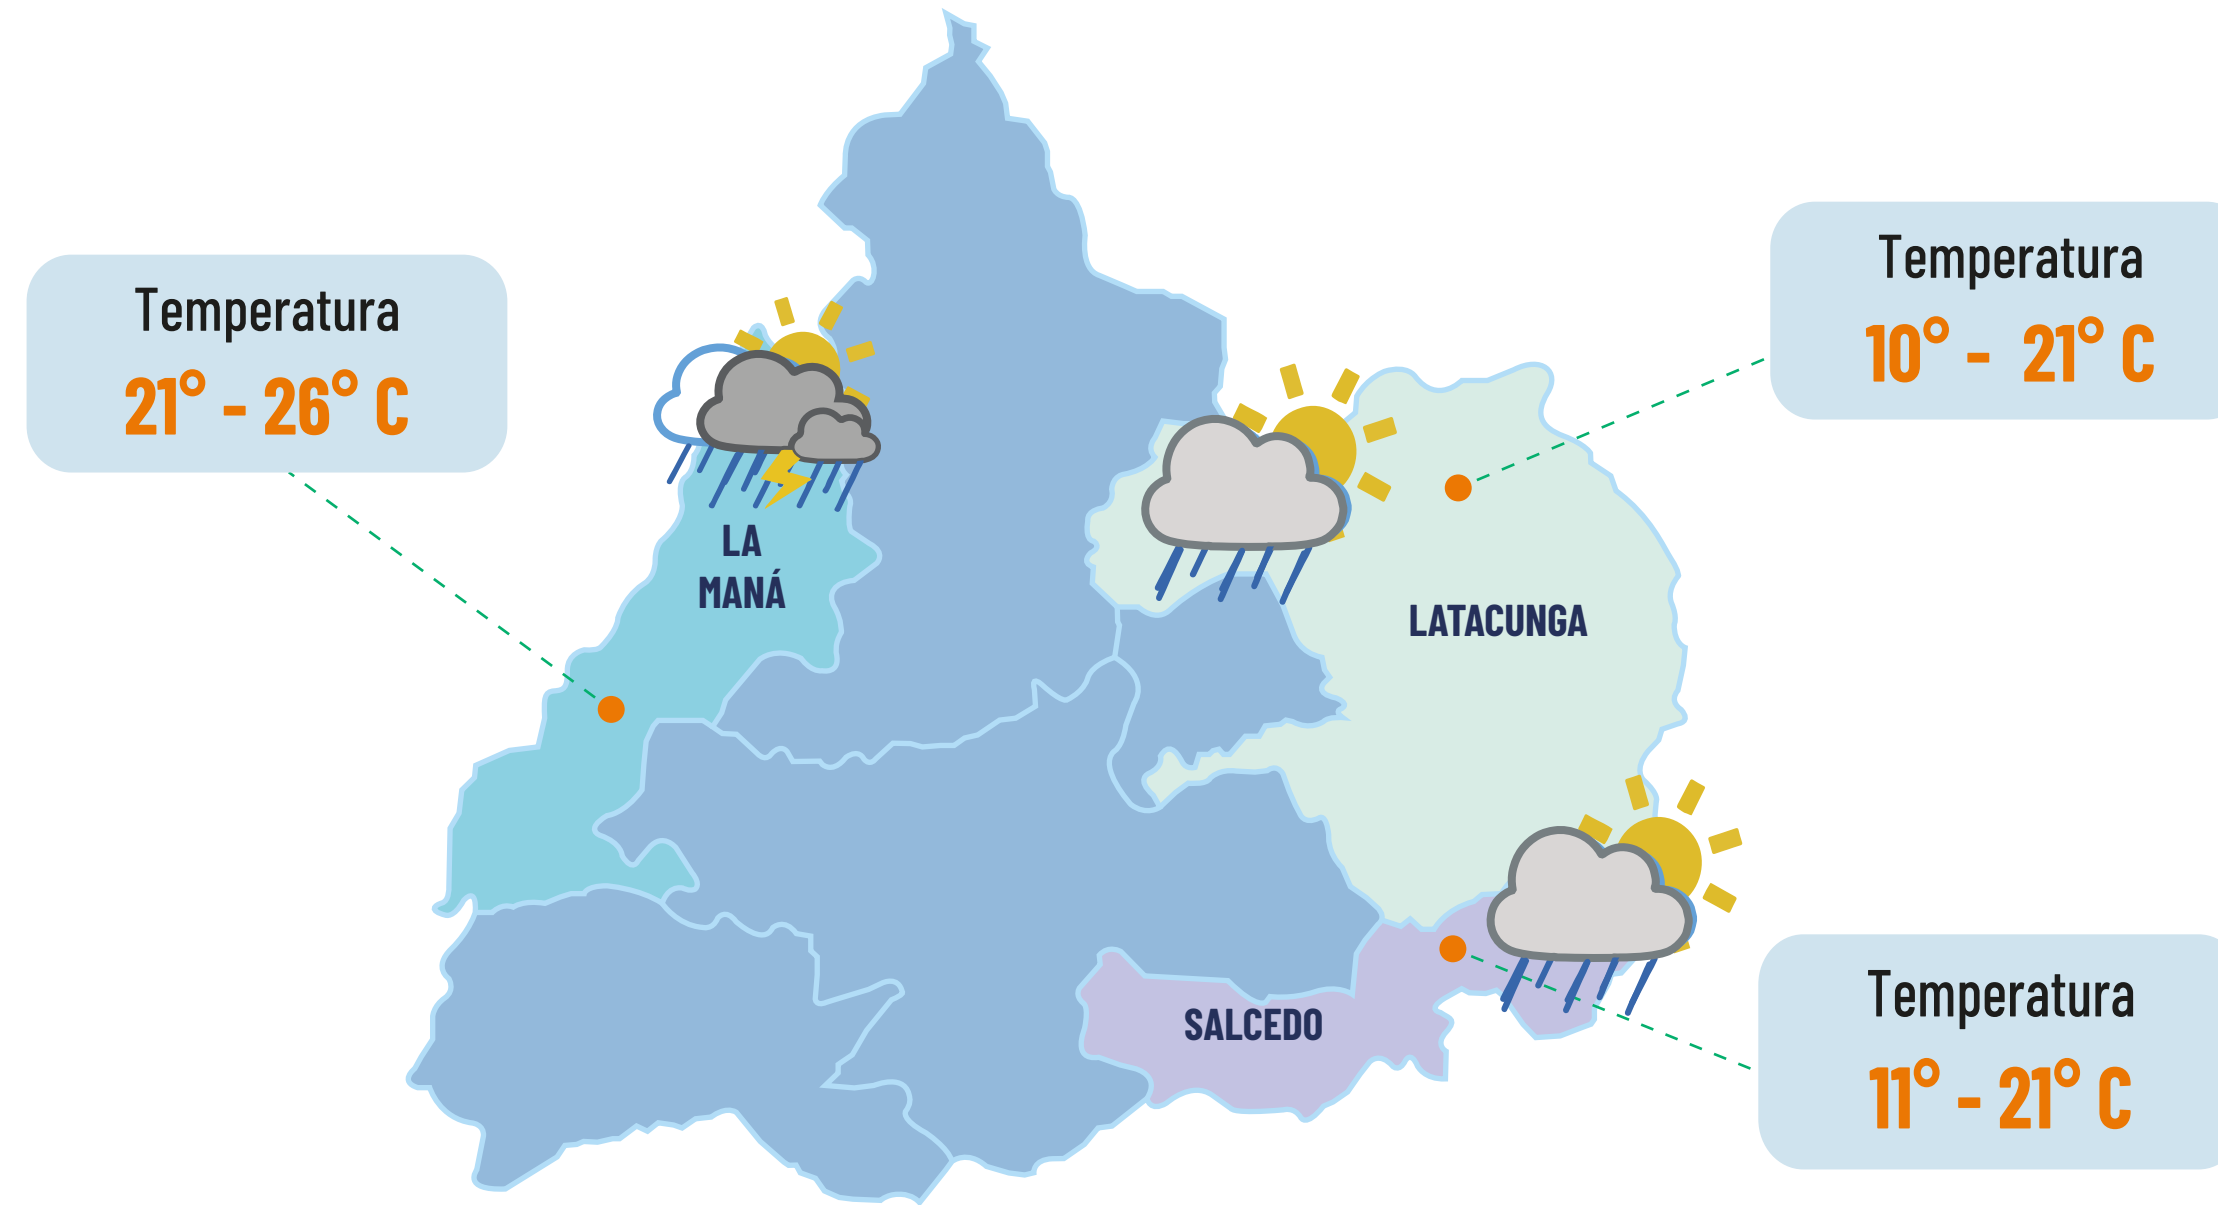 Temperatura
21° - 26° C
Temperatura
10° - 21° C
LA
MANÁ
LATACUNGA
SALCEDO
Temperatura
11° - 21° C